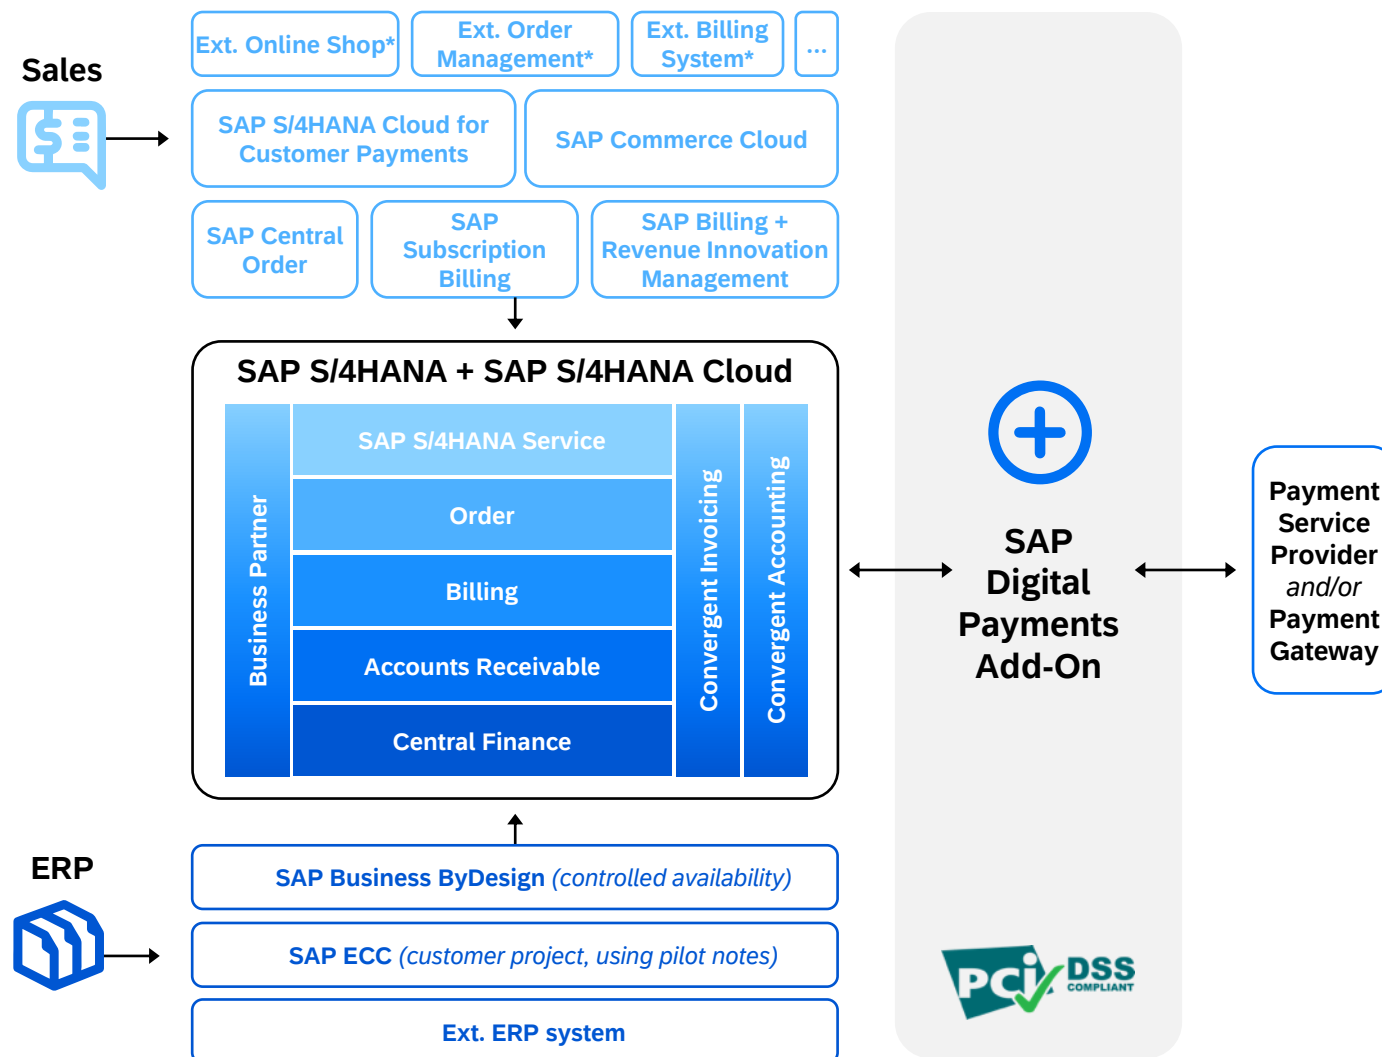 Sales
Ext. Online Shop*
Ext. Order
Management*
Ext. Billing
System*
...
SAP S/4HANA Cloud for
Customer Payments
SAP Commerce Cloud
SAP Central
Order
SAP
Subscription
Billing
SAP Billing +
Revenue Innovation
Management
SAP S/4HANA + SAP S/4HANA Cloud
Business Partner
SAP S/4HANA Service
Order
Billing
Accounts Receivable
Central Finance
Convergent Invoicing
Convergent Accounting
SAP
Digital
Payments
Add-On
Payment
Service
Provider
and/or
Payment
Gateway
ERP
SAP Business ByDesign (controlled availability)
SAP ECC (customer project, using pilot notes)
Ext. ERP system
PCi DSS
COMPLIANT